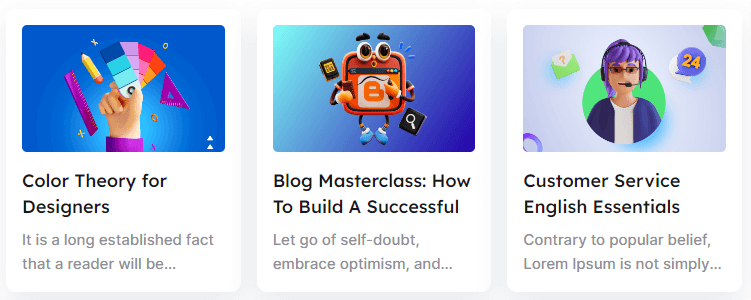 Color Theory for
Designers
It is a long established fact
that a reader will be...
?
24
Blog Masterclass: How
To Build A Successful
Let go of self-doubt,
embrace optimism, and...
Customer Service
English Essentials
Contrary to popular belief,
Lorem Ipsum is not simply...